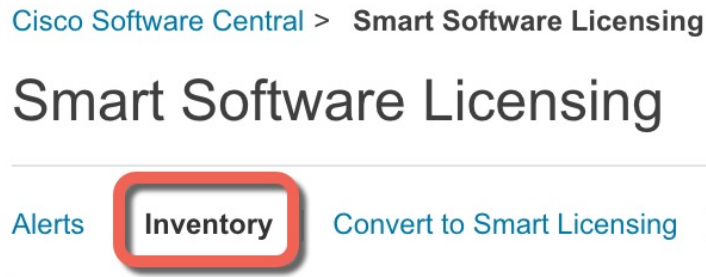 Cisco Software Central > Smart Software Licensing
Smart Software Licensing
Alerts Inventory Convert to Smart Licensing